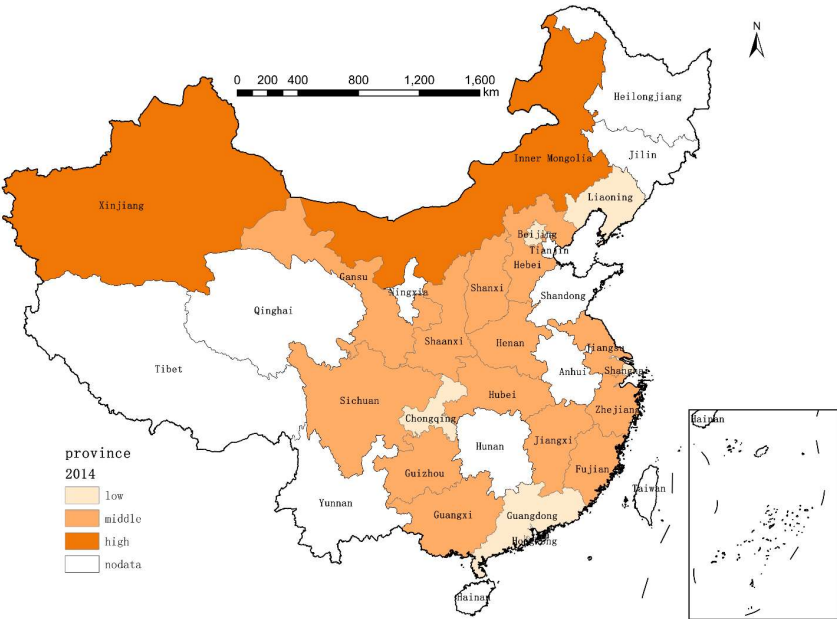 N
0 200 400 800 1,200 1,600
km
Heilongjiang
Jilin
Inner Mongolia
Liaoning
Xinjiang
Beijing
Tianjin
Hebei
Gansu
Shanxi
Ningxia
Shandong
Qinghai
Shaanxi
Henan
Jiangsu
Tibet
Anhui
Shanghai
Sichuan
Hubei
Zhejiang
Chongqing
Hainan
Hunan
Jiangxi
Guizhou
Fujian
Taiwan
Yunnan
Guangxi
Guangdong
Hongkong
Hainan
province
2014
low
middle
high
nodata